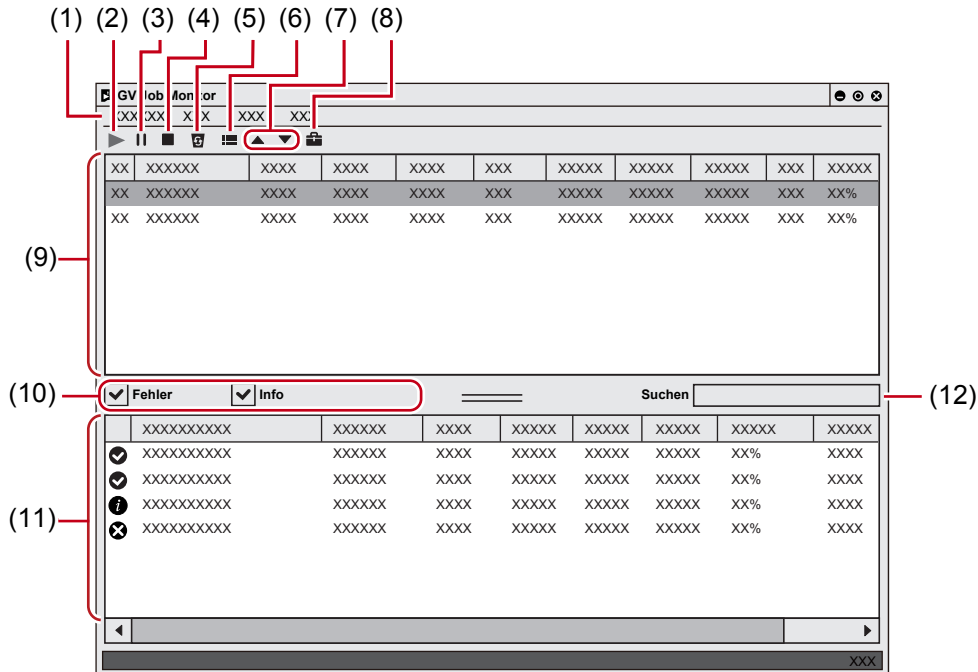 (1) (2) (3) (4) (5) (6) (7) (8)
GV Job Monitor
XXX XXX XXX XXX XXX
XX XXXXXX XXXX XXXX XXXX XXX XXXXX XXXXX XXXXX XXX XXXXX
XX XXXXXX XXXX XXXX XXXX XXX XXXXX XXXXX XXXXX XXX XX%
XX XXXXXX XXXX XXXX XXXX XXX XXXXX XXXXX XXXXX XXX XX%
(9)
(10) Fehler Info Suchen (12)
XXXXXXXXXX XXXXXX XXXX XXXXX XXXXX XXXXX XXXXX XXXXX
XXXXXXXXXX XXXXXX XXXX XXXXX XXXXX XXXXX XX% XXXX
XXXXXXXXXX XXXXXX XXXX XXXXX XXXXX XXXXX XX% XXXX
(11) XXXXXXXXXX XXXXXX XXXX XXXXX XXXXX XXXXX XX% XXXX
XXXXXXXXXX XXXXXX XXXX XXXXX XXXXX XXXXX XX% XXXX
XXX